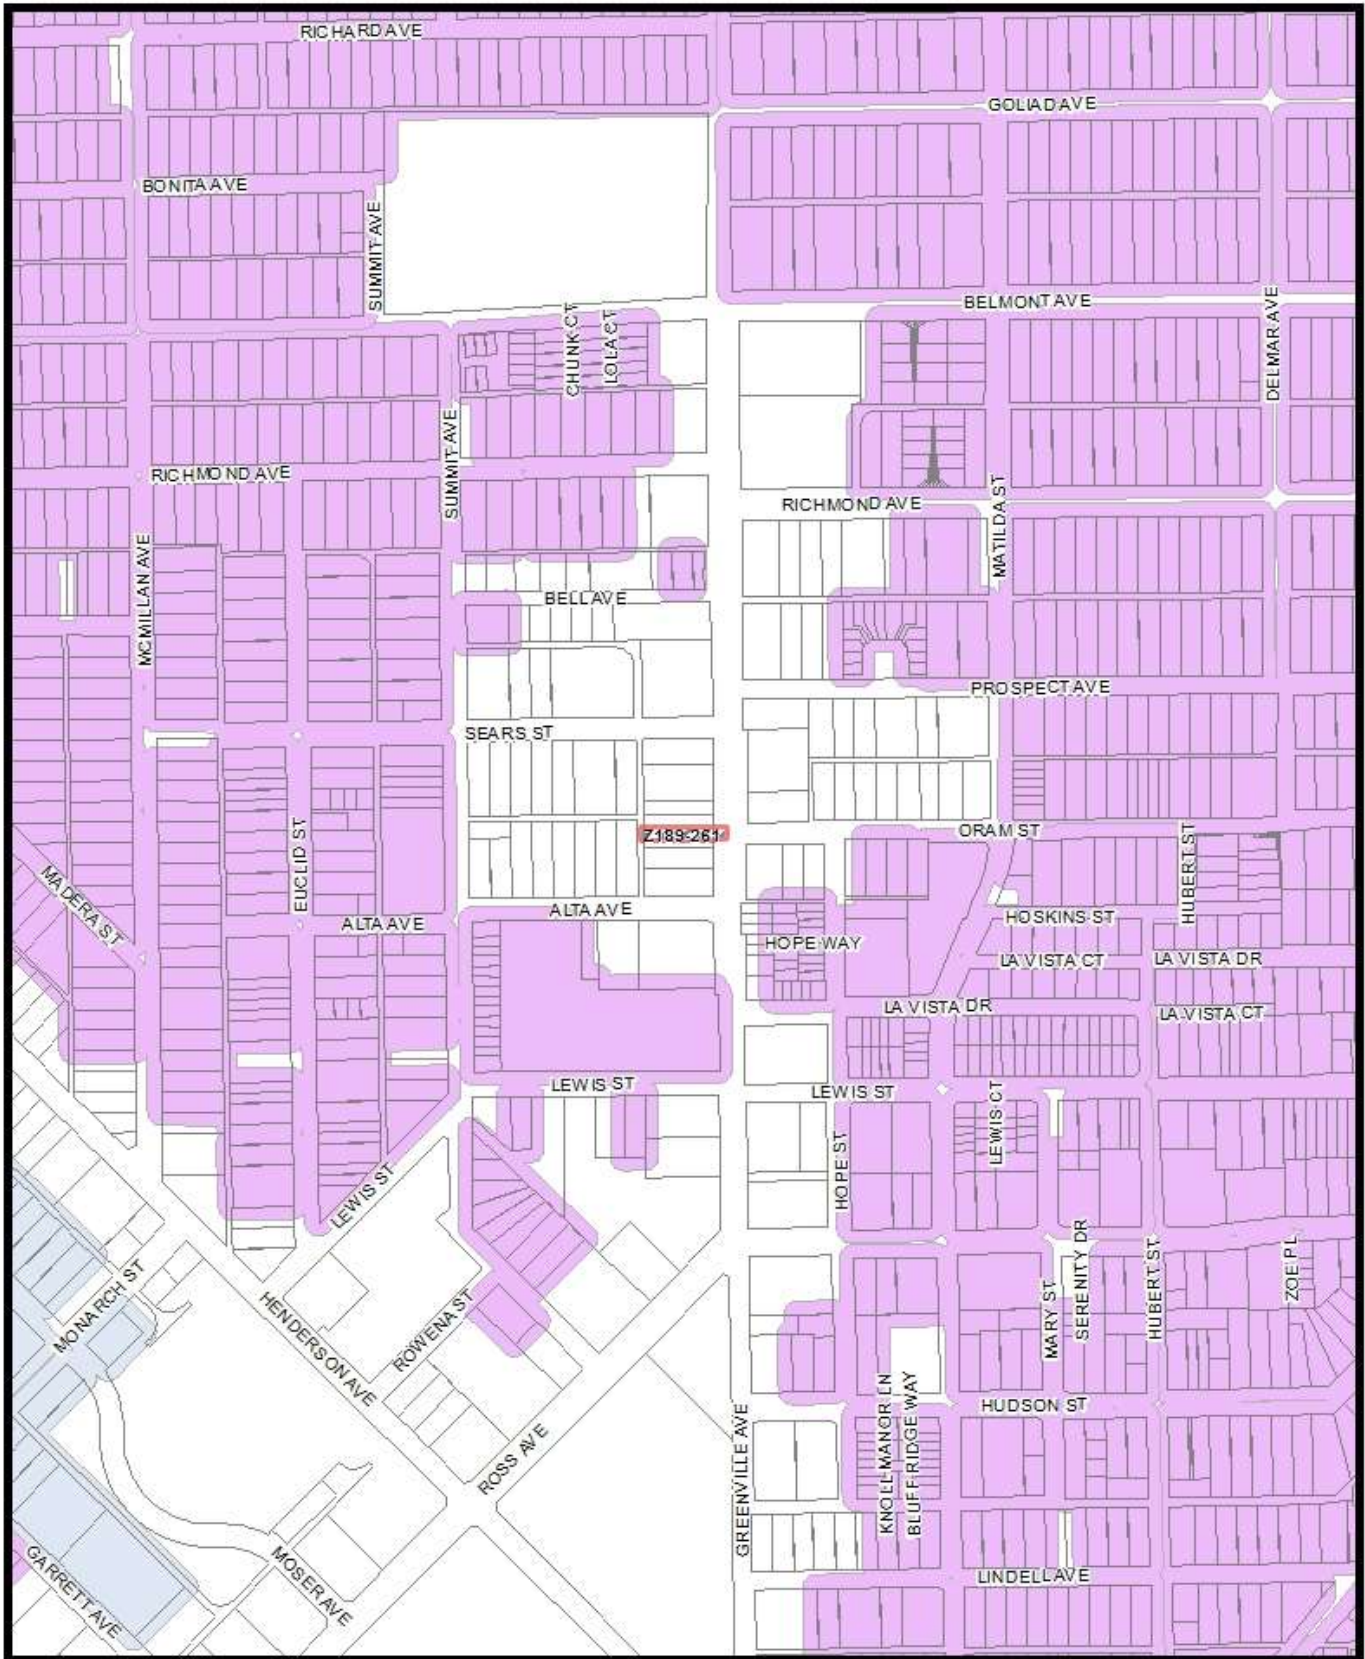 RICHARD AVE
GOLIAD AVE
BONITA AVE
SUMMIT AVE
BELMONT AVE
DELMAR AVE
CHUNK CT
LOLA CT
SUMMIT AVE
RICHMOND AVE
RICHMOND AVE
MATILDA ST
MCMILLAN AVE
BELL AVE
PROSPECT AVE
SEARS ST
Z189-261
ORAM ST
EUCLID ST
HUBERT ST
MADERA ST
ALTA AVE
ALTA AVE
HOSKINS ST
HOPE WAY
LA VISTA CT
LA VISTA DR
LA VISTA DR
LA VISTA CT
LEWIS ST
LEWIS ST
LEWIS CT
HOPE ST
LEWIS ST
MONARCH ST
HENDERSON AVE
ROWENA ST
MARY ST
SERENITY DR
HUBERT ST
ZOE PL
KNOLL MANOR LN
BLUFF RIDGE WAY
HUDSON ST
ROSS AVE
GREENVILLE AVE
GARRETT AVE
MOSER AVE
LINDELL AVE